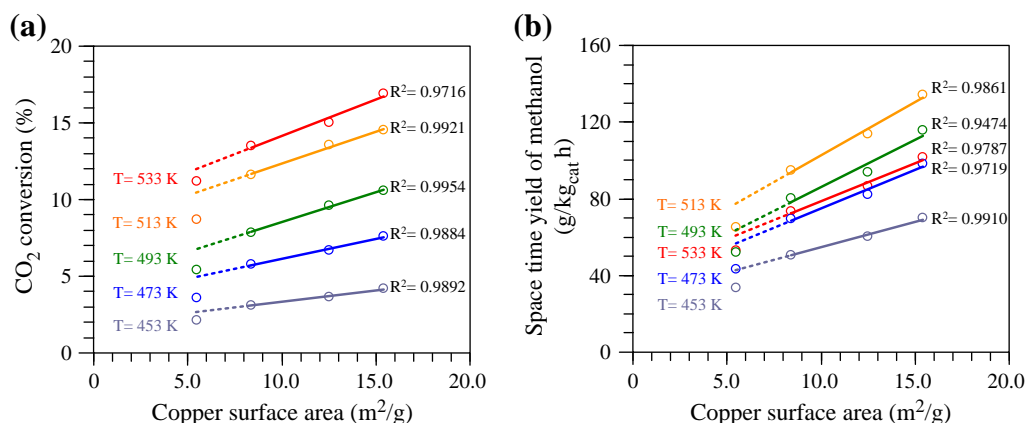 (a)
20
15
10
5
0
CO₂ conversion (%)
R²= 0.9716
R²= 0.9921
R²= 0.9954
R²= 0.9884
R²= 0.9892
T= 533 K
T= 513 K
T= 493 K
T= 473 K
T= 453 K
0 5.0 10.0 15.0 20.0
Copper surface area (m²/g)
(b)
160
120
80
40
0
Space time yield of methanol
(g/kg_cat h)
R²= 0.9861
R²= 0.9474
R²= 0.9787
R²= 0.9719
R²= 0.9910
T= 513 K
T= 493 K
T= 533 K
T= 473 K
T= 453 K
0 5.0 10.0 15.0 20.0
Copper surface area (m²/g)